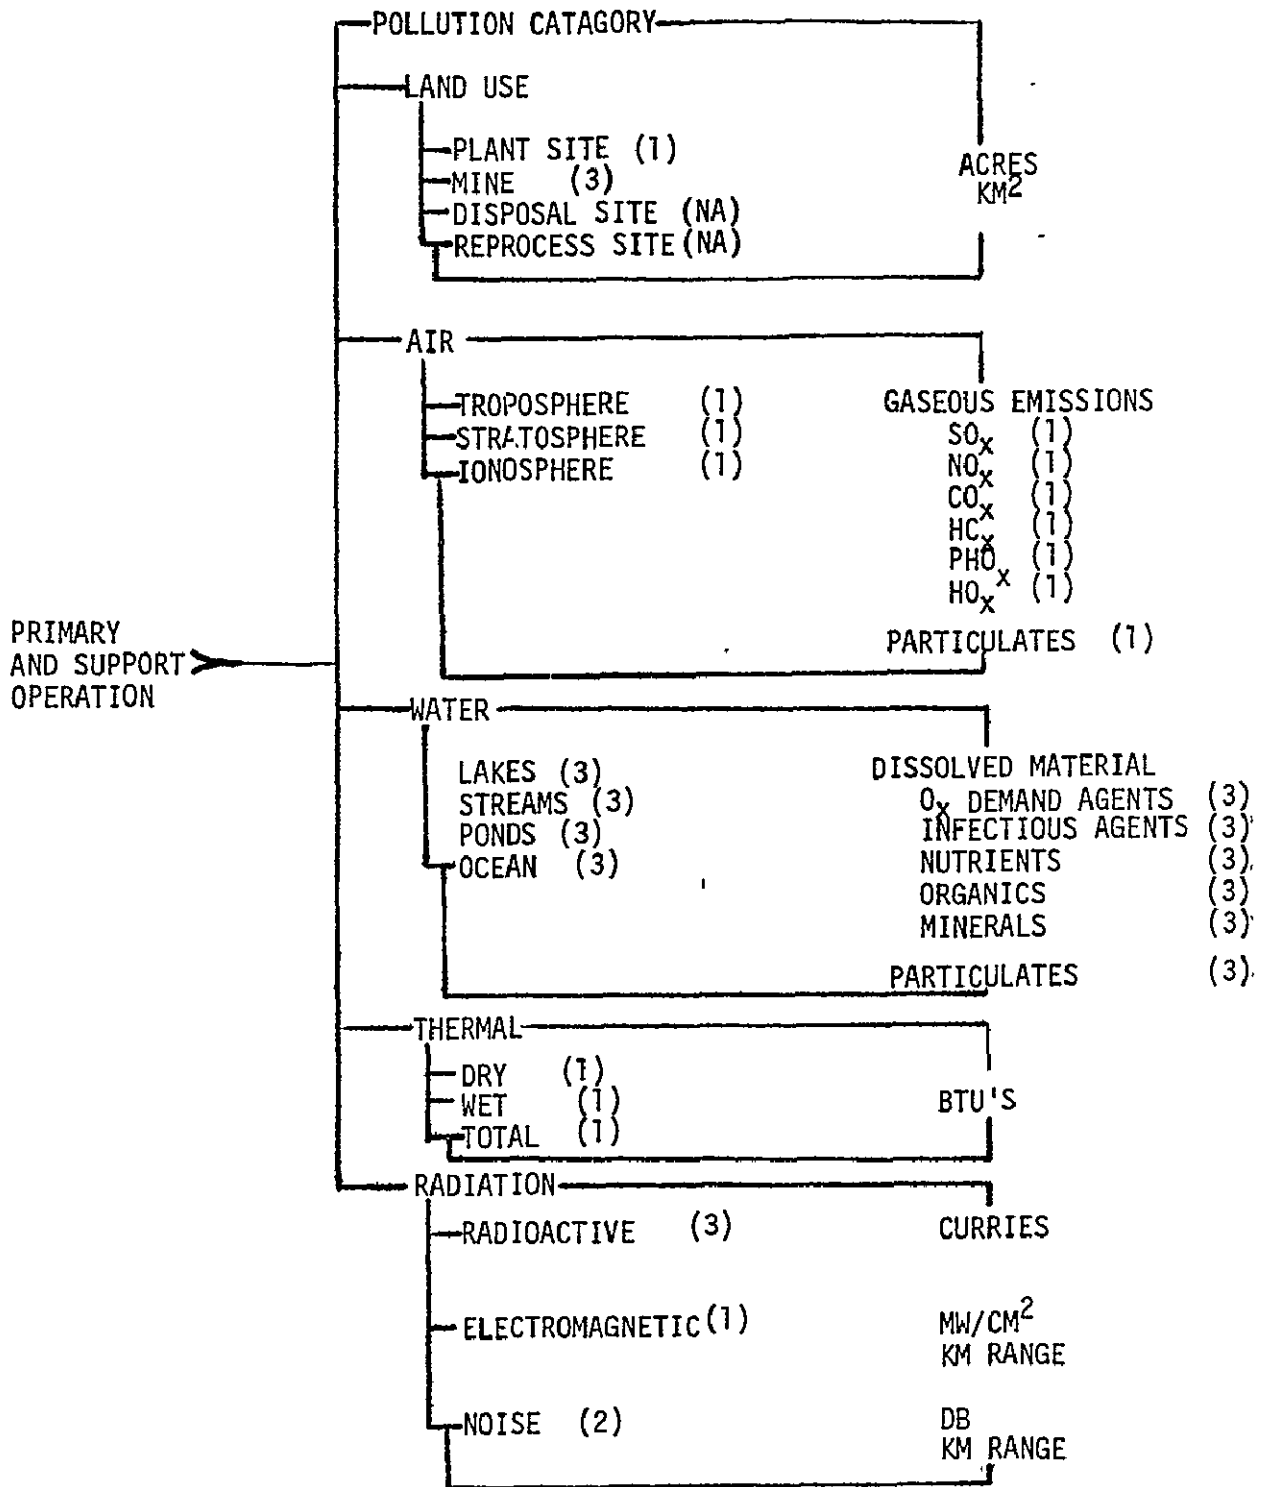 POLLUTION CATAGORY
LAND USE
PLANT SITE (1)
MINE (3)
DISPOSAL SITE (NA)
REPROCESS SITE (NA)
ACRES
KM2
AIR
TROPOSPHERE (1)
STRATOSPHERE (1)
IONOSPHERE (1)
GASEOUS EMISSIONS
SOx (1)
NOx (1)
COx (1)
HCx (1)
PHOx (1)
HOx (1)
PARTICULATES (1)
PRIMARY
AND SUPPORT
OPERATION
WATER
LAKES (3)
STREAMS (3)
PONDS (3)
OCEAN (3)
DISSOLVED MATERIAL
Ox DEMAND AGENTS (3)
INFECTIOUS AGENTS (3)
NUTRIENTS (3)
ORGANICS (3)
MINERALS (3)
PARTICULATES (3)
THERMAL
DRY (1)
WET (1)
TOTAL (1)
BTU'S
RADIATION
RADIOACTIVE (3) CURRIES
ELECTROMAGNETIC (1) MW/CM2
KM RANGE
NOISE (2) DB
KM RANGE